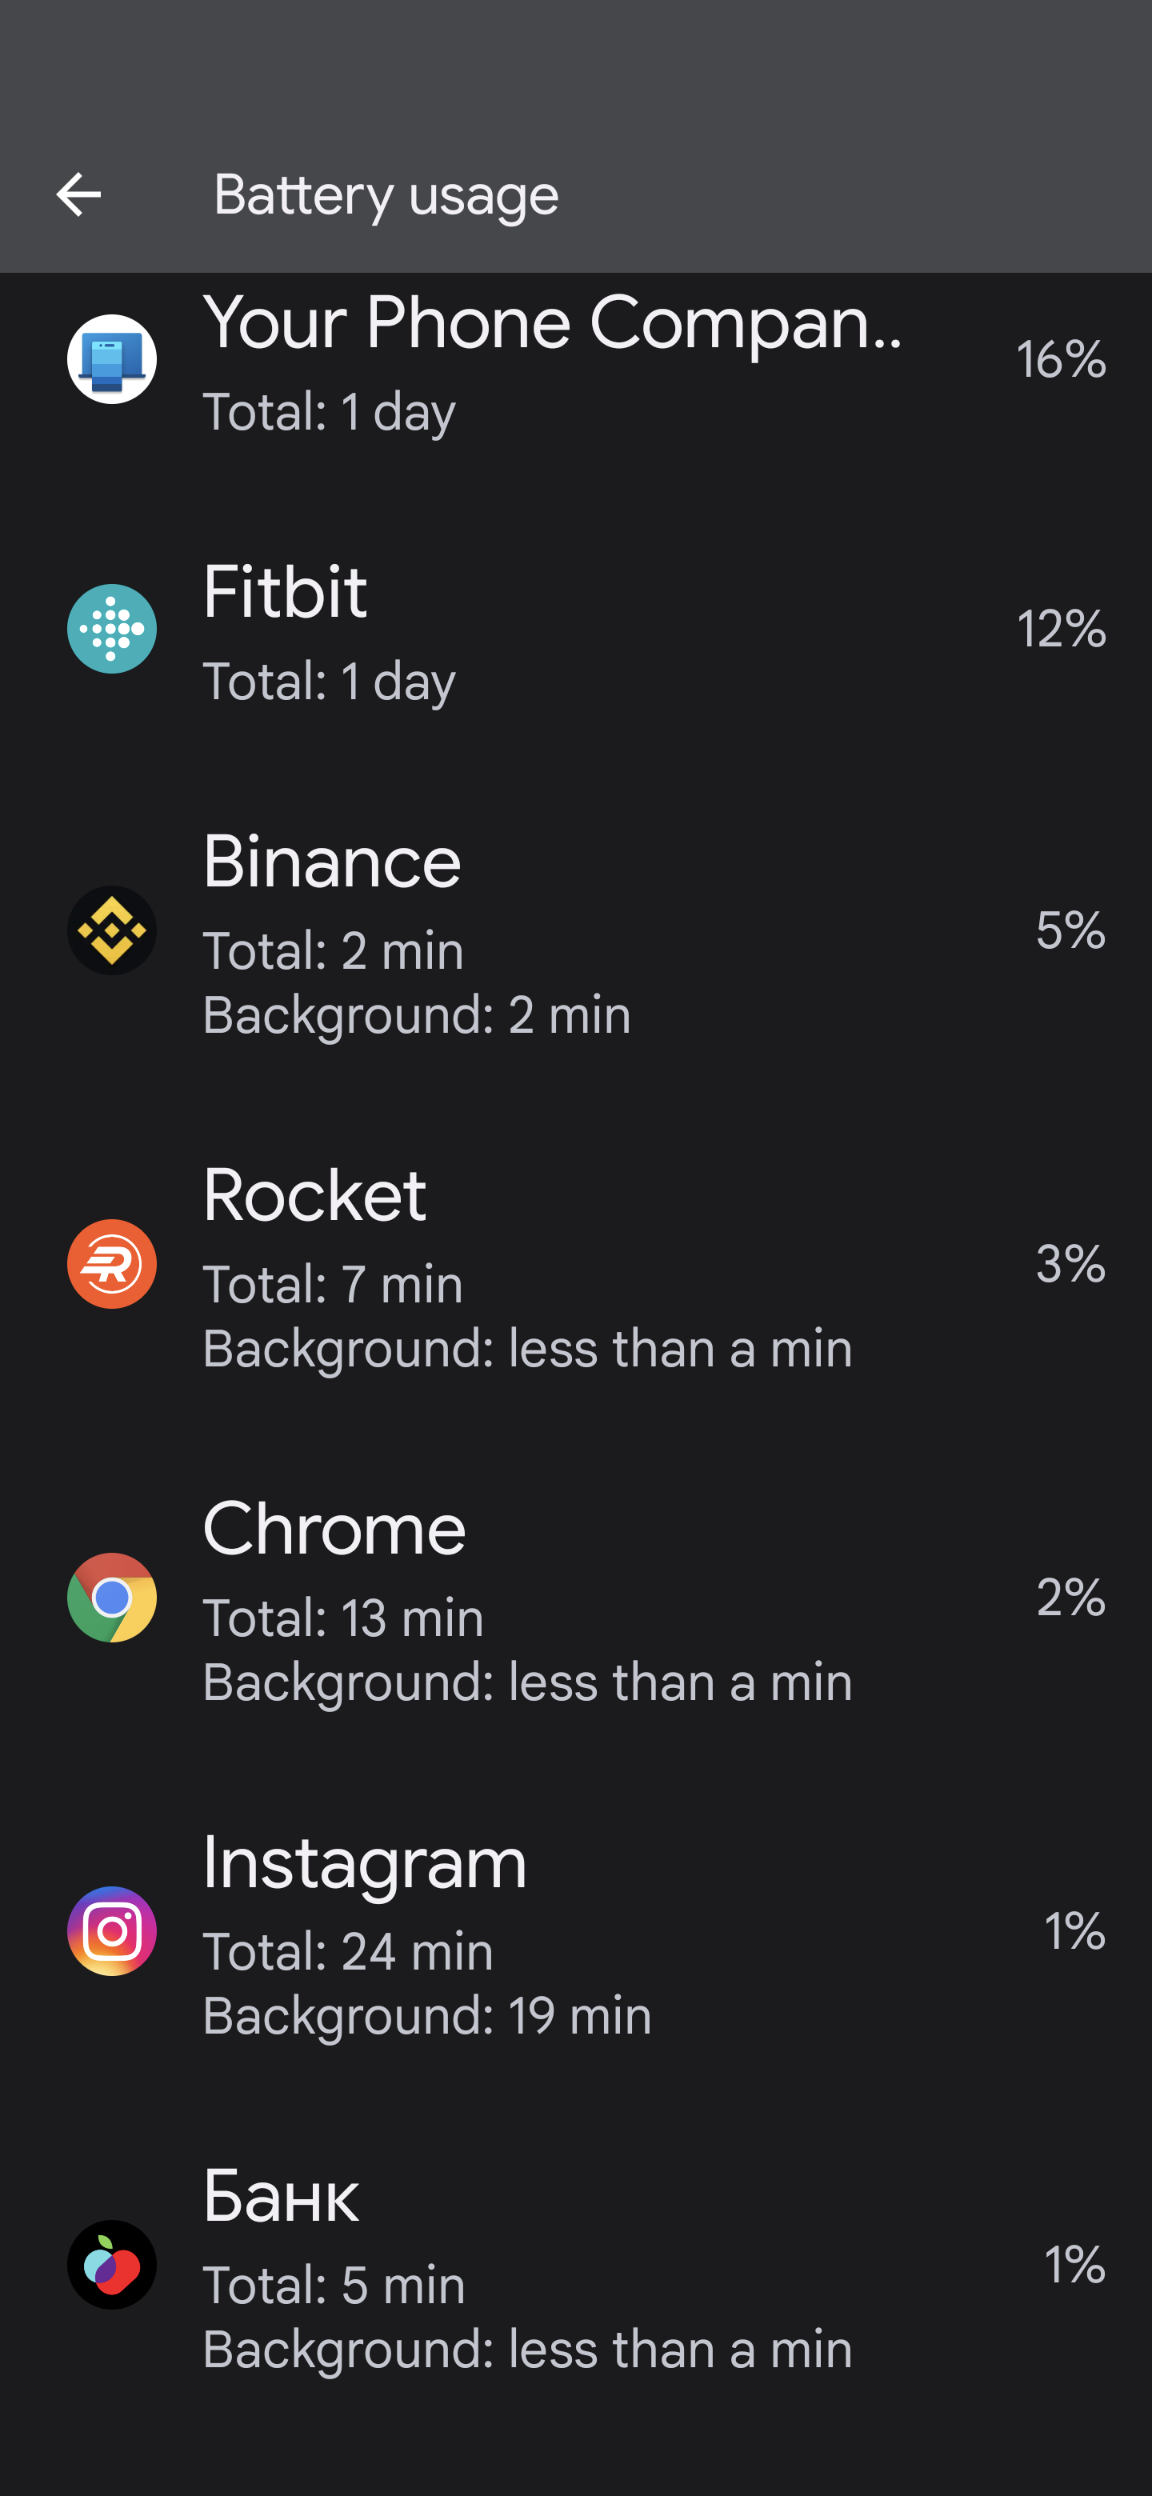 Battery usage
Your Phone Compan..
16%
Total: 1 day
Fitbit
12%
Total: 1 day
Binance
5%
Total: 2 min
Background: 2 min
Rocket
3%
Total: 7 min
Background: less than a min
Chrome
2%
Total: 13 min
Background: less than a min
Instagram
1%
Total: 24 min
Background: 19 min
Банк
1%
Total: 5 min
Background: less than a min